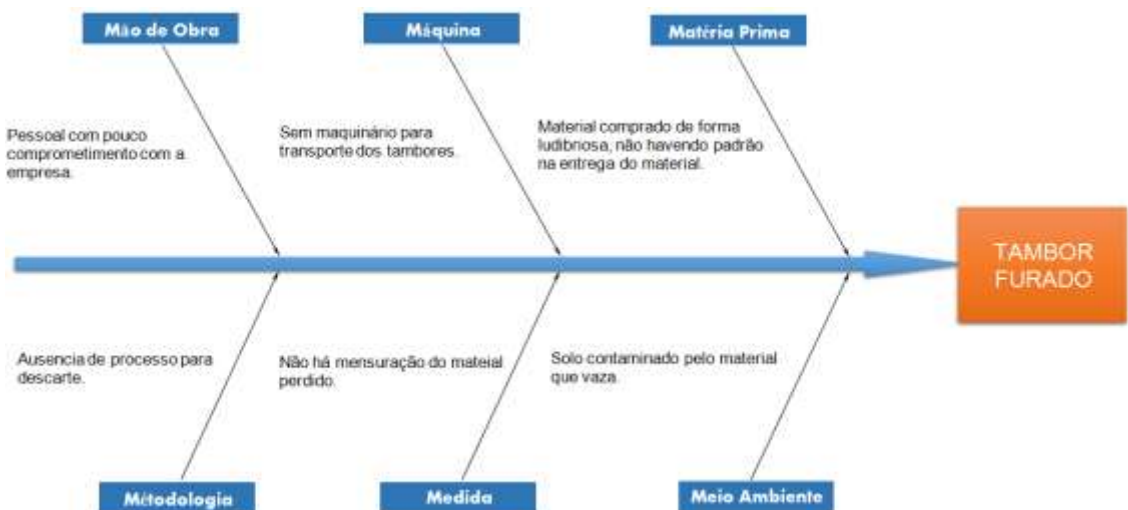 Mão de Obra
Máquina
Matéria Prima
Pessoal com pouco
comprometimento com a
empresa.
Sem maquinário para
transporte dos tambores.
Material comprado de forma
ludibriosa, não havendo padrão
na entrega do material.
TAMBOR
FURADO
Ausencia de processo para
descarte.
Não há mensuração do mateial
perdido.
Solo contaminado pelo material
que vaza.
Métodologia
Medida
Meio Ambiente